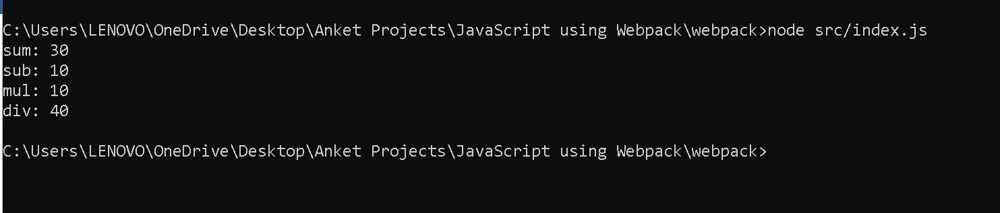 C:\Users\LENOVO\OneDrive\Desktop\Anket Projects\JavaScript using Webpack\webpack>node src/index.js
sum: 30
sub: 10
mul: 10
div: 40
C:\Users\LENOVO\OneDrive\Desktop\Anket Projects\JavaScript using Webpack\webpack>